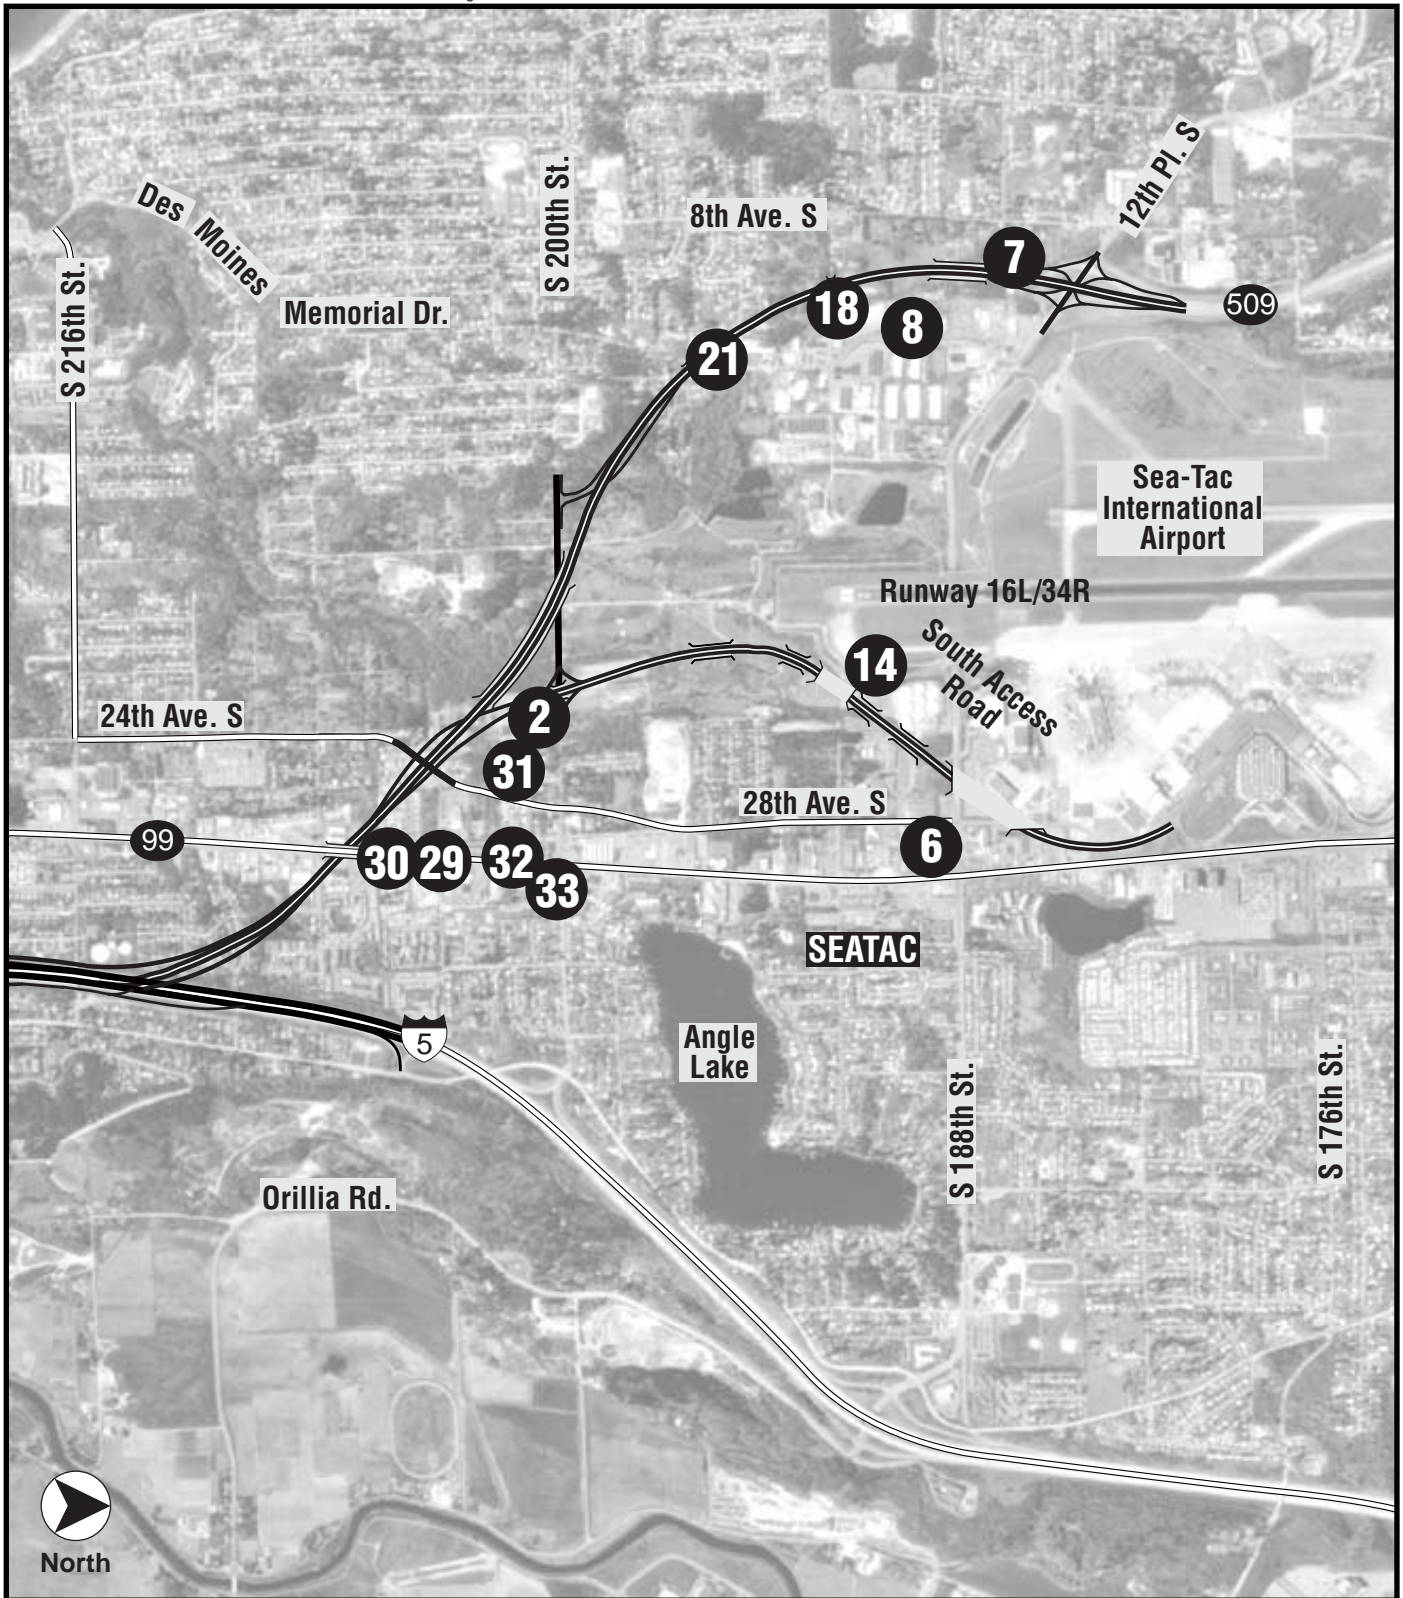 12th Pl. S
Des Moines
Memorial Dr.
S 200th St.
8th Ave. S
7
S 216th St.
18
8
509
21
Sea-Tac
International
Airport
Runway 16L/34R
South Access
Road
14
24th Ave. S
2
31
28th Ave. S
99
30
29
32
33
6
SEATAC
5
Angle
Lake
S 188th St.
S 176th St.
Orillia Rd.
North